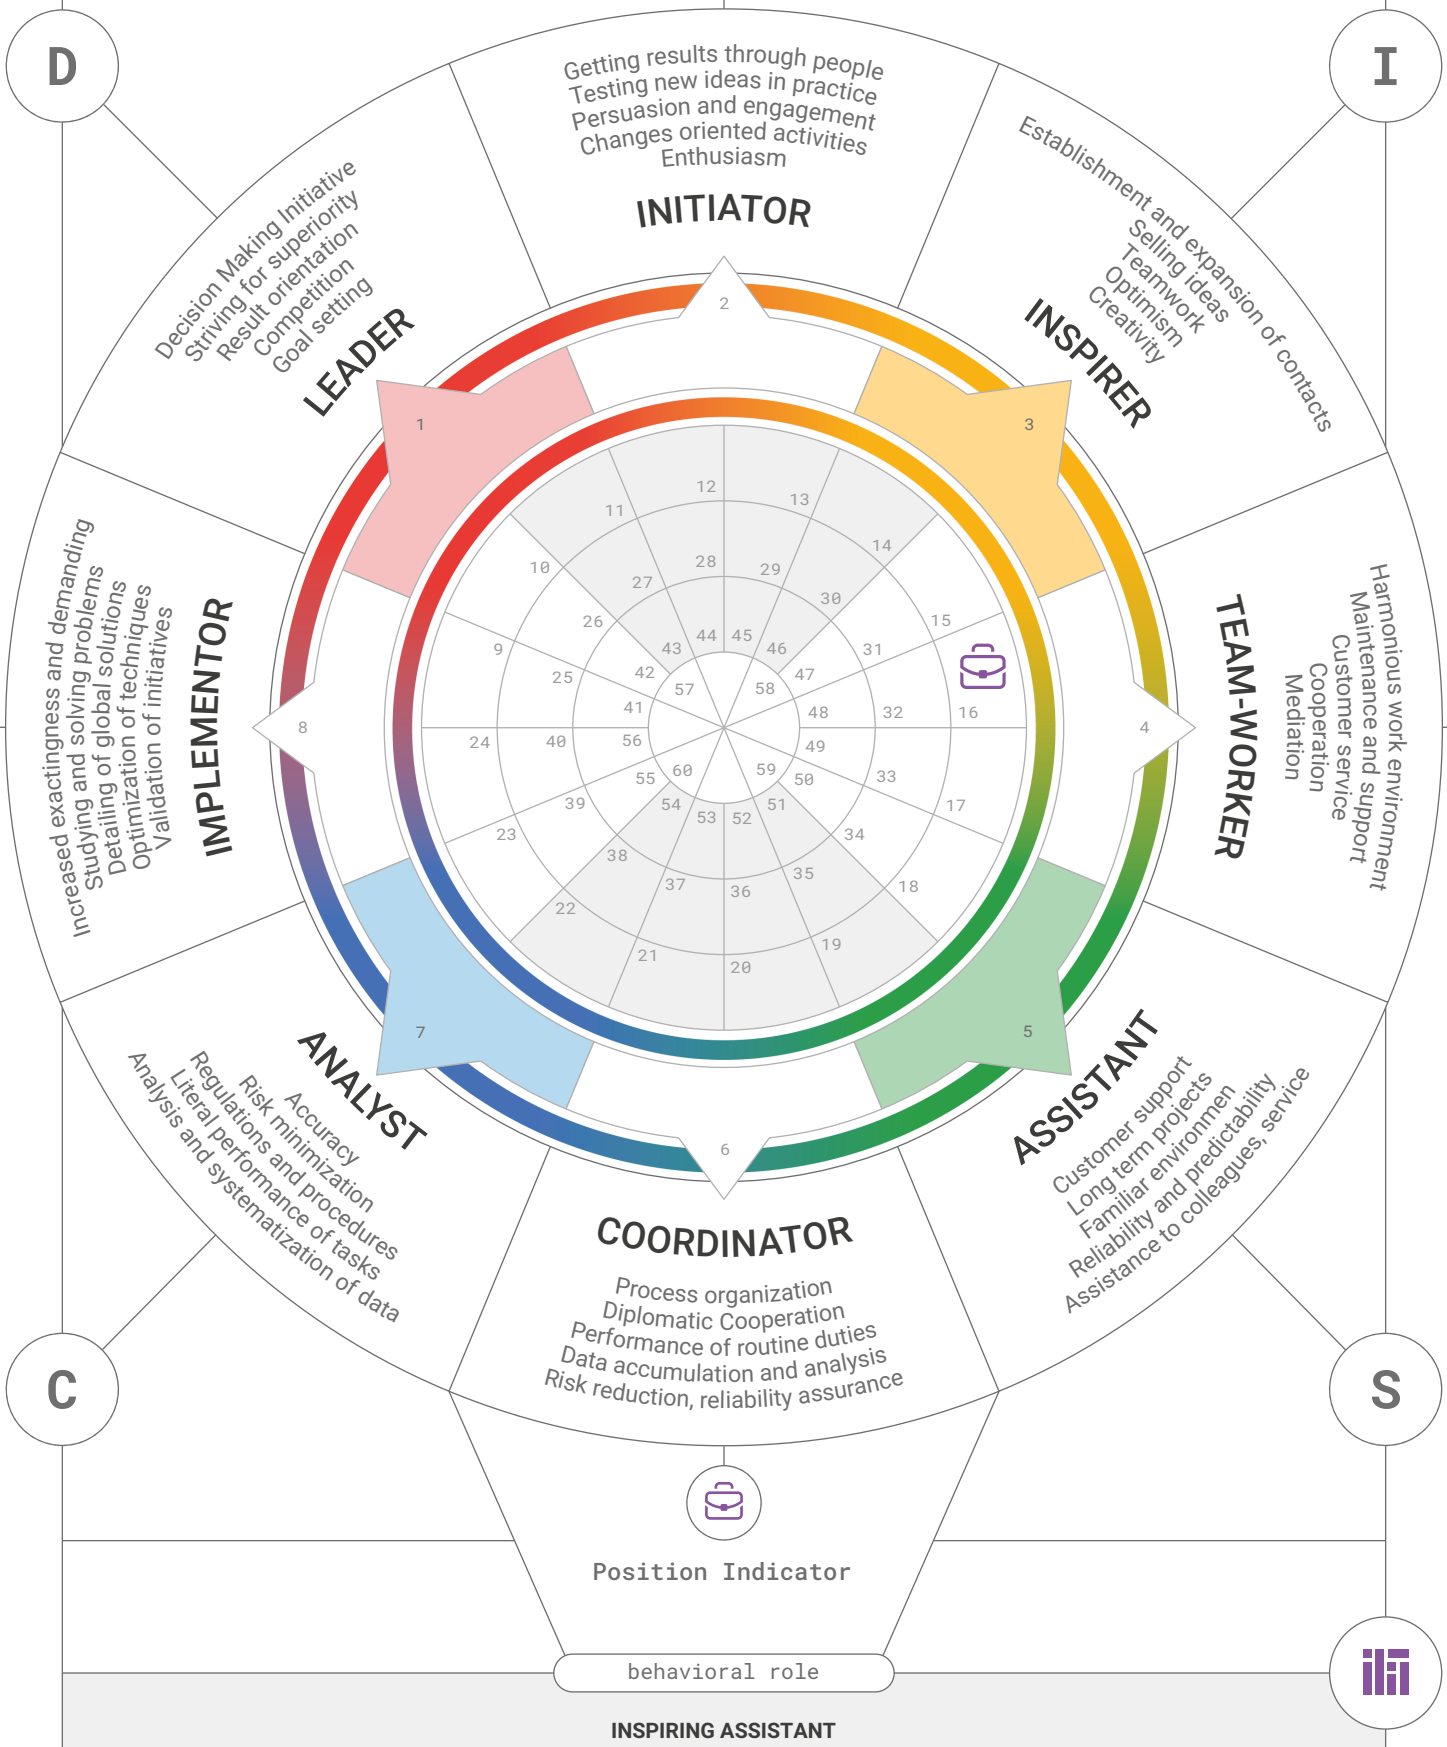 D
I
Getting results through people
Testing new ideas in practice
Persuasion and engagement
Changes oriented activities
Enthusiasm
INITIATOR
Decision Making Initiative
Striving for superiority
Result orientation
Competition
Goal setting
LEADER
Establishment and expansion of contacts
Selling ideas
Teamwork
Optimism
Creativity
INSPIRER
2
1
3
12
13
11
14
10
28
29
27
30
26
15
9
31
25
44
45
43
46
42
47
57
58
41
48
32
16
8
4
24
40
56
49
60
59
55
50
33
39
54
51
17
23
53
52
34
38
35
37
36
18
22
19
21
20
7
5
6
Increased exactingness and demanding
Studying and solving problems
Detailing of global solutions
Optimization of techniques
Validation of initiatives
IMPLEMENTOR
TEAM-WORKER
Harmonious work environment
Maintenance and support
Customer service
Cooperation
Mediation
ANALYST
Accuracy
Risk minimization
Regulations and procedures
Literal performance of tasks
Analysis and systematization of data
ASSISTANT
Customer support
Long term projects
Familiar environmen
Reliability and predictability
Assistance to colleagues, service
COORDINATOR
Process organization
Diplomatic Cooperation
Performance of routine duties
Data accumulation and analysis
Risk reduction, reliability assurance
C
S
Position Indicator
behavioral role
INSPIRING ASSISTANT